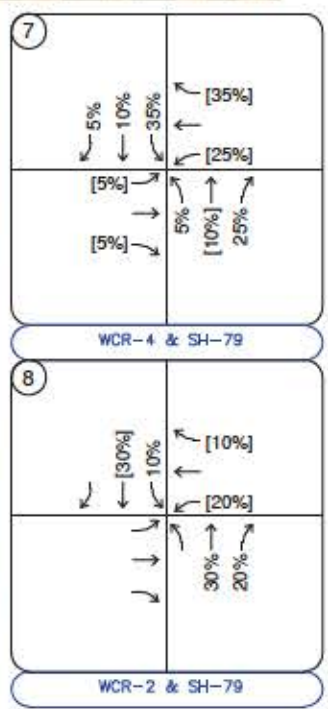 7
5% 10% 35% [35%]
[25%]
[5%]
[5%] 5% [10%] 25%
WCR-4 & SH-79
8
[30%] 10% [10%]
[20%]
30% 20%
WCR-2 & SH-79